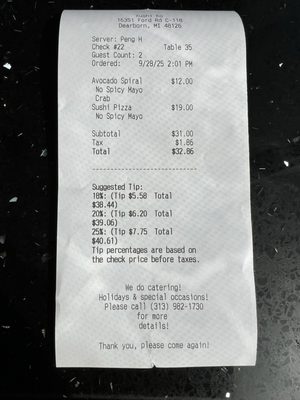 16351 Ford Rd C-116
Dearborn, MI 48126
Server: Peng H
Check #22 Table 35
Guest Count: 2
Ordered: 9/28/25 2:01 PM
Avocado Spiral $12.00
No Spicy Mayo
Crab
Sushi Pizza $19.00
No Spicy Mayo
Subtotal $31.00
Tax $1.86
Total $32.86
Suggested Tip:
18%: (Tip $5.58 Total
$38.44)
20%: (Tip $6.20 Total
$39.06)
25%: (Tip $7.75 Total
$40.61)
Tip percentages are based on
the check price before taxes.
We do catering!
Holidays & special occasions!
Please call (313) 982-1730
for more
details!
Thank you, please come again!